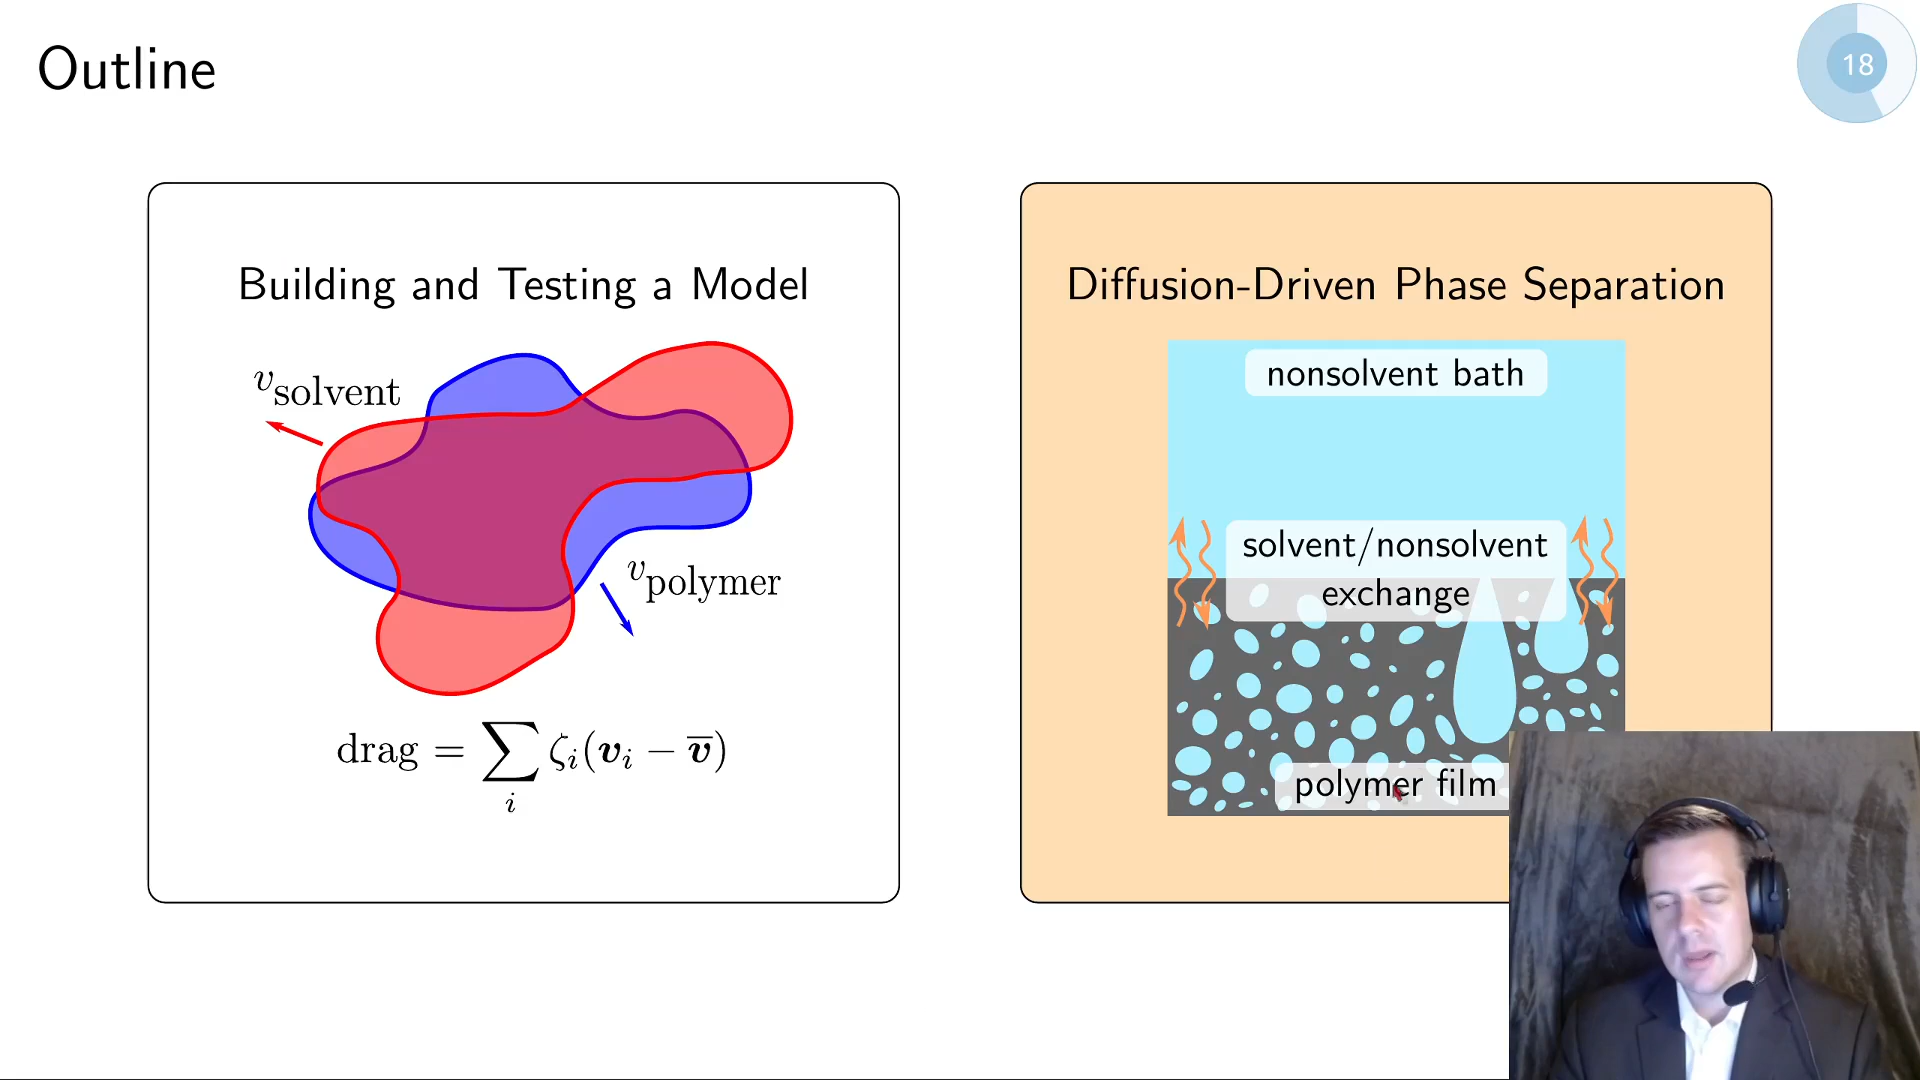 Outline
18
Building and Testing a Model
v_solvent
v_polymer
drag = ∑_i ζ_i(v_i − v̅)
Diffusion-Driven Phase Separation
nonsolvent bath
solvent/nonsolvent
exchange
polymer film